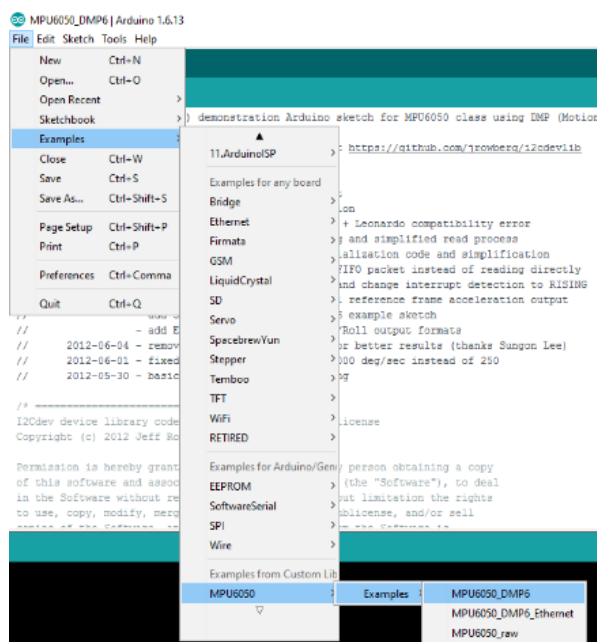 MPU6050_DMP6 | Arduino 1.6.13
File Edit Sketch Tools Help
New Ctrl+N
Open... Ctrl+O
Open Recent
Sketchbook
Examples
Close Ctrl+W
Save Ctrl+S
Save As... Ctrl+Shift+S
Page Setup Ctrl+Shift+P
Print Ctrl+P
Preferences Ctrl+Comma
Quit Ctrl+Q
11.ArduinoISP
Examples for any board
Bridge
Ethernet
Firmata
GSM
LiquidCrystal
SD
Servo
SpacebrewYun
Stepper
Temboo
TFT
WiFi
RETIRED
Examples for Arduino/Gen
EEPROM
SoftwareSerial
SPI
Wire
Examples from Custom Lib
MPU6050
Examples
MPU6050_DMP6
MPU6050_DMP6_Ethernet
MPU6050_raw
) demonstration Arduino sketch for MPU6050 class using DMP (Motion
: https://github.com/jrowberg/i2cdevlib
+ Leonardo compatibility error
and simplified read process
ialization code and simplification
FIFO packet instead of reading directly
and change interrupt detection to RISING
reference frame acceleration output
example sketch
// - add E /Roll output formats
// 2012-06-04 - remov or better results (thanks Sungon Lee)
// 2012-06-01 - fixed 000 deg/sec instead of 250
// 2012-05-30 - basic
/* ====================
I2Cdev device library code license
Copyright (c) 2012 Jeff Ro
Permission is hereby grant person obtaining a copy
of this software and assoc (the "Software"), to deal
in the Software without re out limitation the rights
to use, copy, modify, merg ublicense, and/or sell